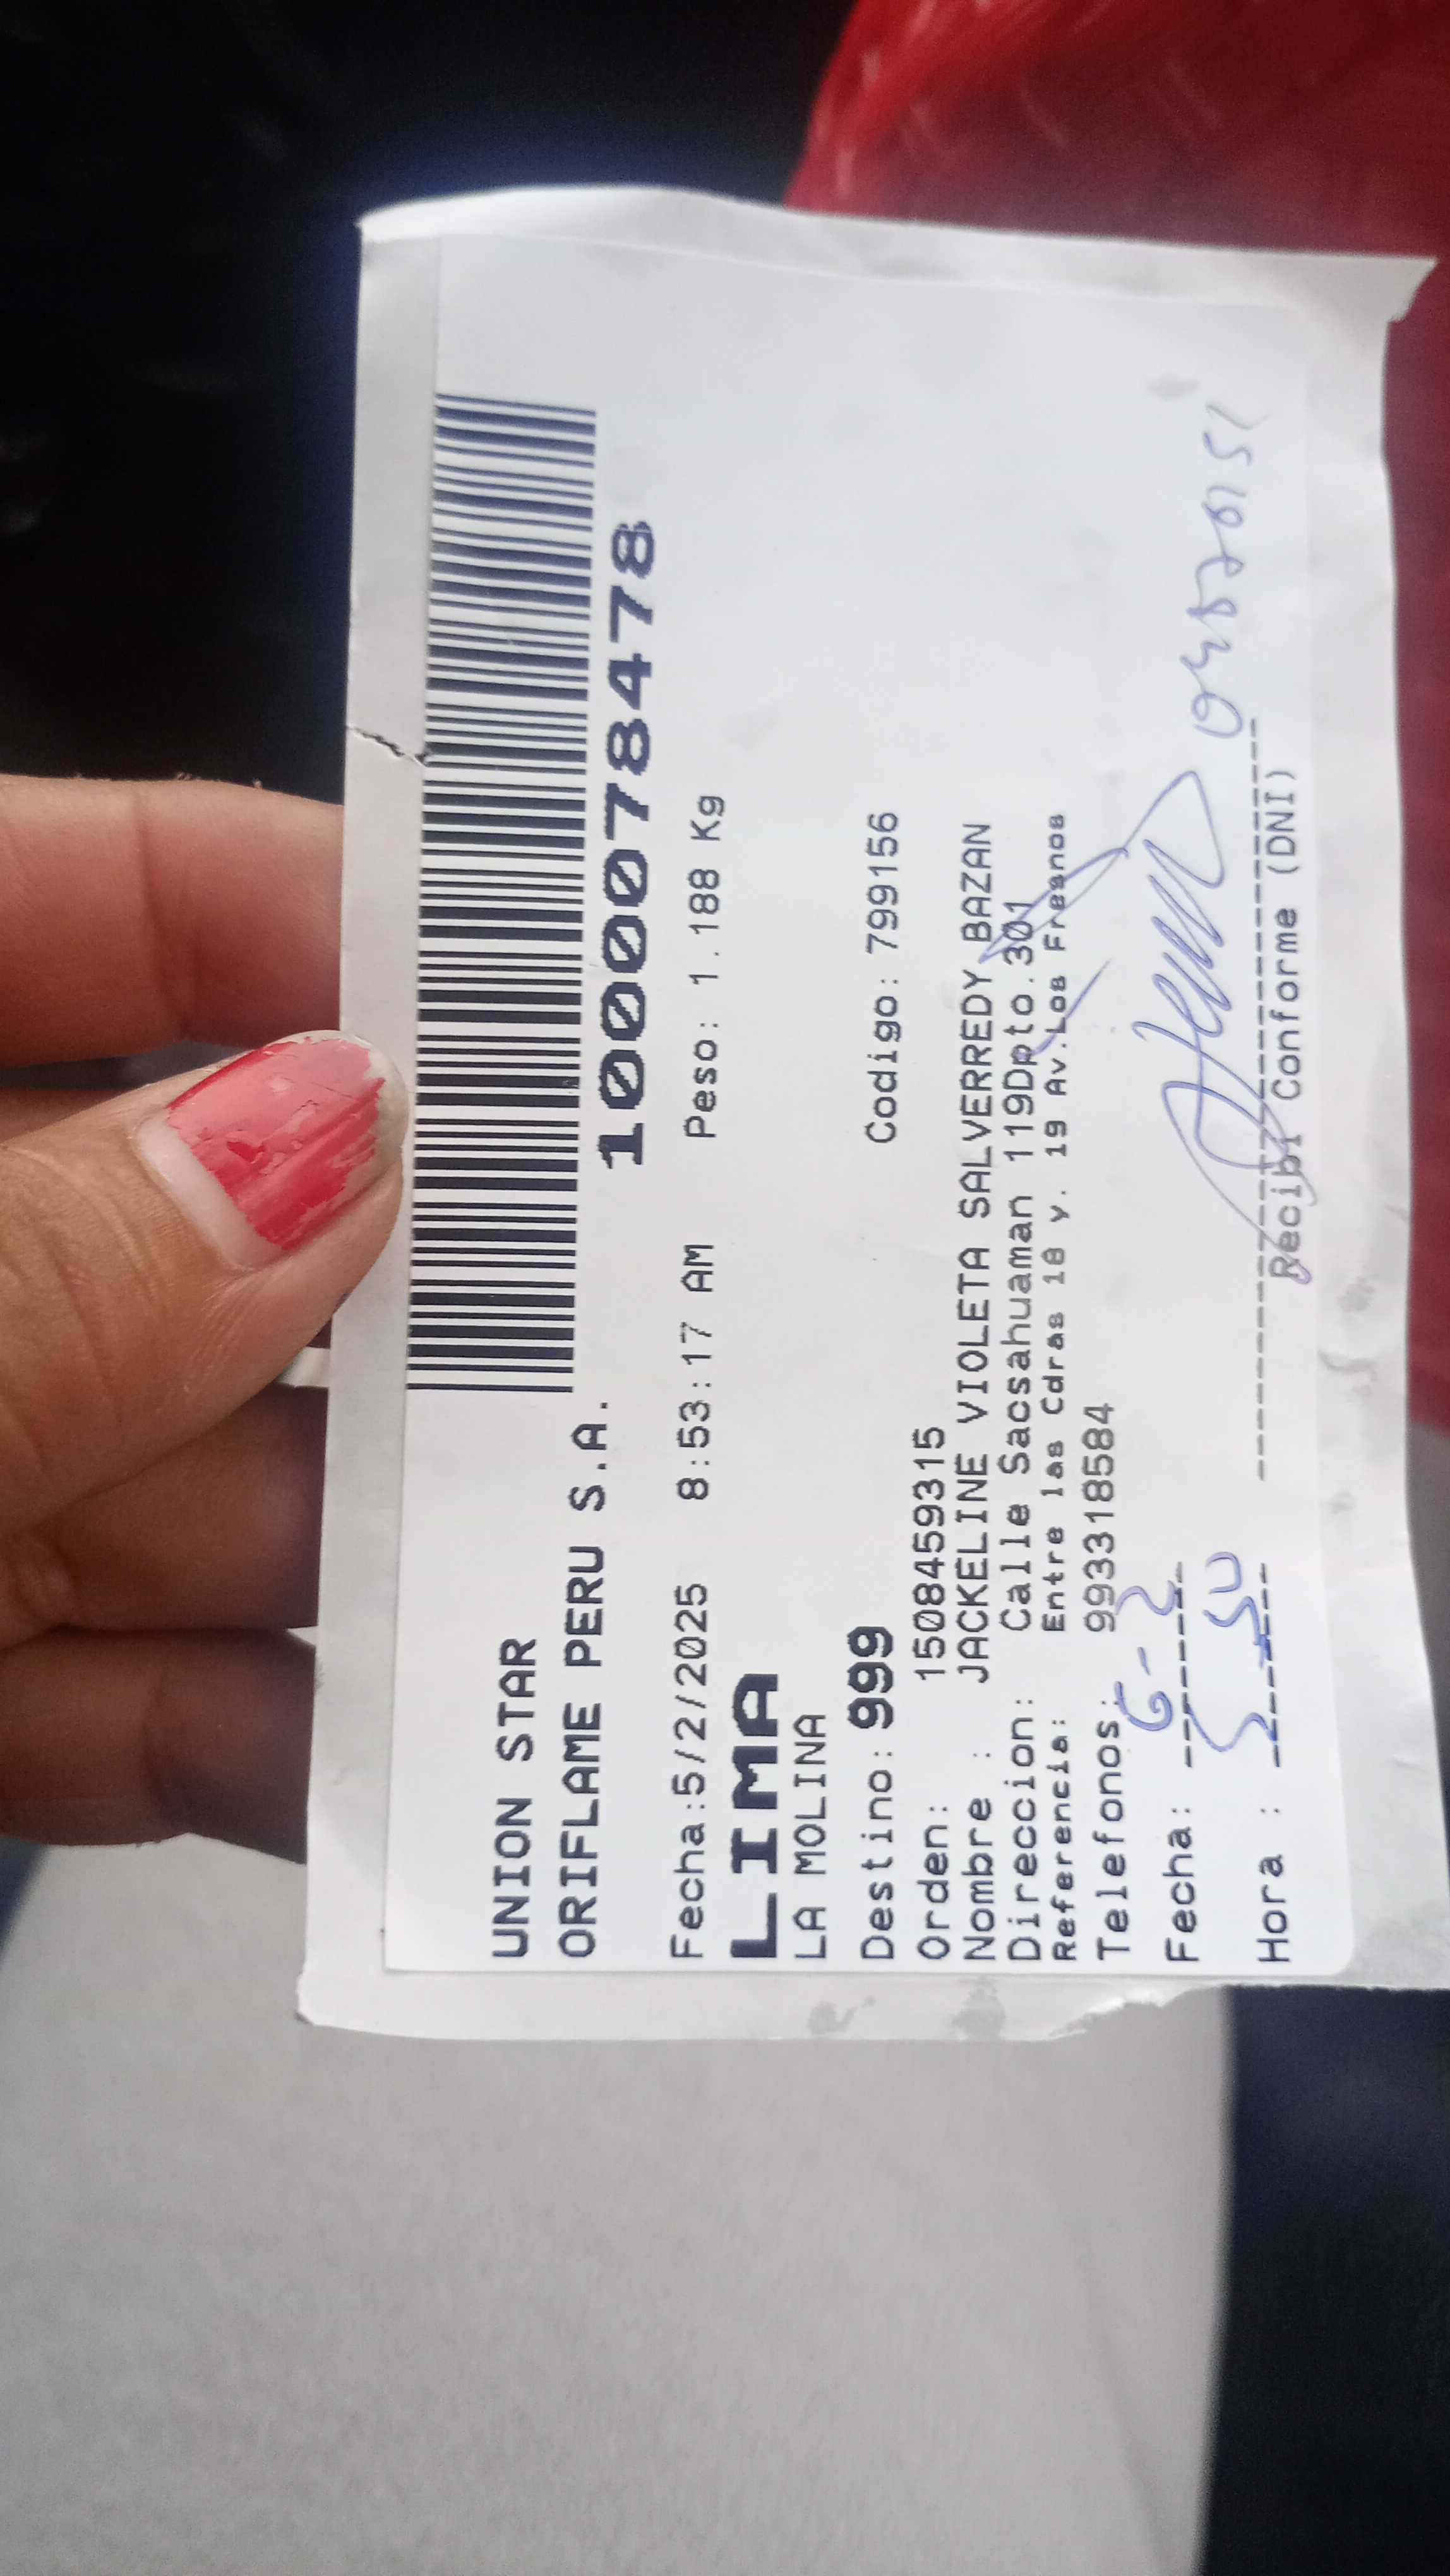 UNION STAR
ORIFLAME PERU S.A.
1000078478
Fecha:5/2/2025 8:53:17 AM Peso: 1.188 Kg
LIMA
LA MOLINA
Destino: 999 Codigo: 799156
Orden: 1508459315
Nombre : JACKELINE VIOLETA SALVERREDY BAZAN
Direccion: Calle Sacsahuaman 119Dpto.301
Referencia: Entre las Cdras 18 y. 19 Av.Los Fresnos
Telefonos: 993318584
Fecha: 6-2
Hora :
Recibi Conforme (DNI)